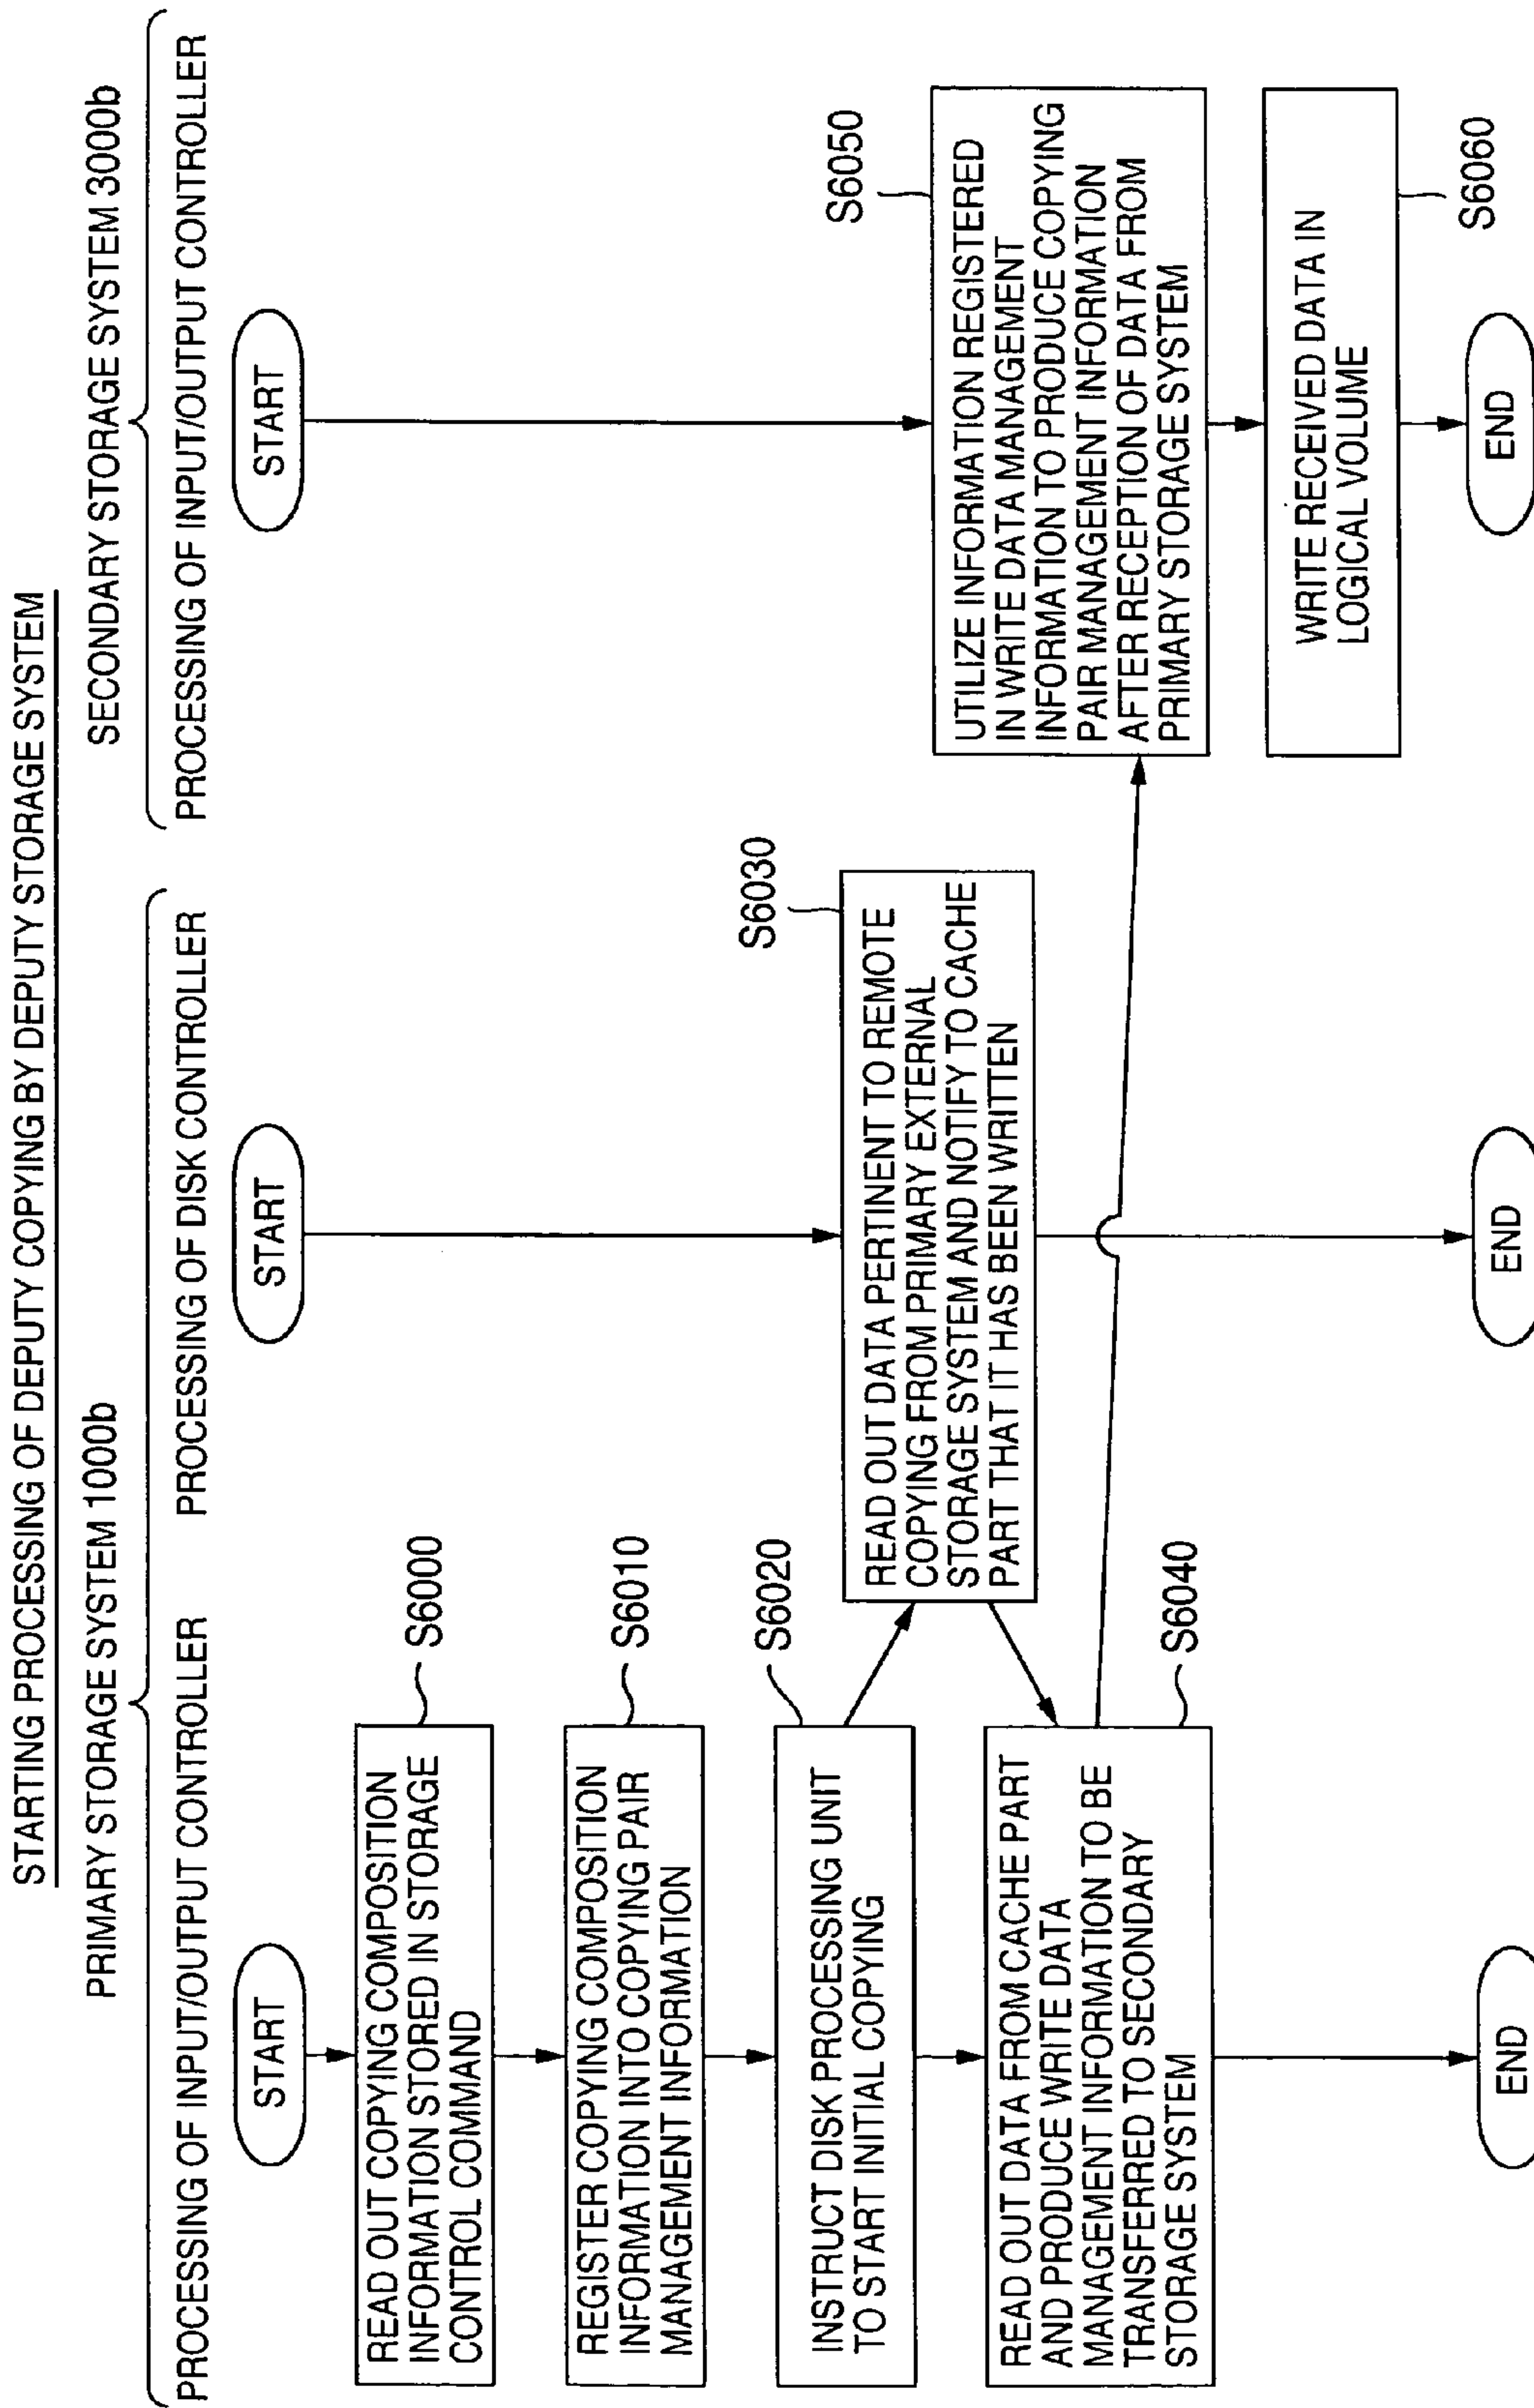 STARTING PROCESSING OF DEPUTY COPYING BY DEPUTY STORAGE SYSTEM
PRIMARY STORAGE SYSTEM 1000b
PROCESSING OF INPUT/OUTPUT CONTROLLER
START
READ OUT COPYING COMPOSITION
INFORMATION STORED IN STORAGE
CONTROL COMMAND
S6000
REGISTER COPYING COMPOSITION
INFORMATION INTO COPYING PAIR
MANAGEMENT INFORMATION
S6010
INSTRUCT DISK PROCESSING UNIT
TO START INITIAL COPYING
S6020
READ OUT DATA FROM CACHE PART
AND PRODUCE WRITE DATA
MANAGEMENT INFORMATION TO BE
TRANSFERRED TO SECONDARY
STORAGE SYSTEM
S6040
END
PROCESSING OF DISK CONTROLLER
START
S6030
READ OUT DATA PERTINENT TO REMOTE
COPYING FROM PRIMARY EXTERNAL
STORAGE SYSTEM AND NOTIFY TO CACHE
PART THAT IT HAS BEEN WRITTEN
END
SECONDARY STORAGE SYSTEM 3000b
PROCESSING OF INPUT/OUTPUT CONTROLLER
START
S6050
UTILIZE INFORMATION REGISTERED
IN WRITE DATA MANAGEMENT
INFORMATION TO PRODUCE COPYING
PAIR MANAGEMENT INFORMATION
AFTER RECEPTION OF DATA FROM
PRIMARY STORAGE SYSTEM
WRITE RECEIVED DATA IN
LOGICAL VOLUME
S6060
END